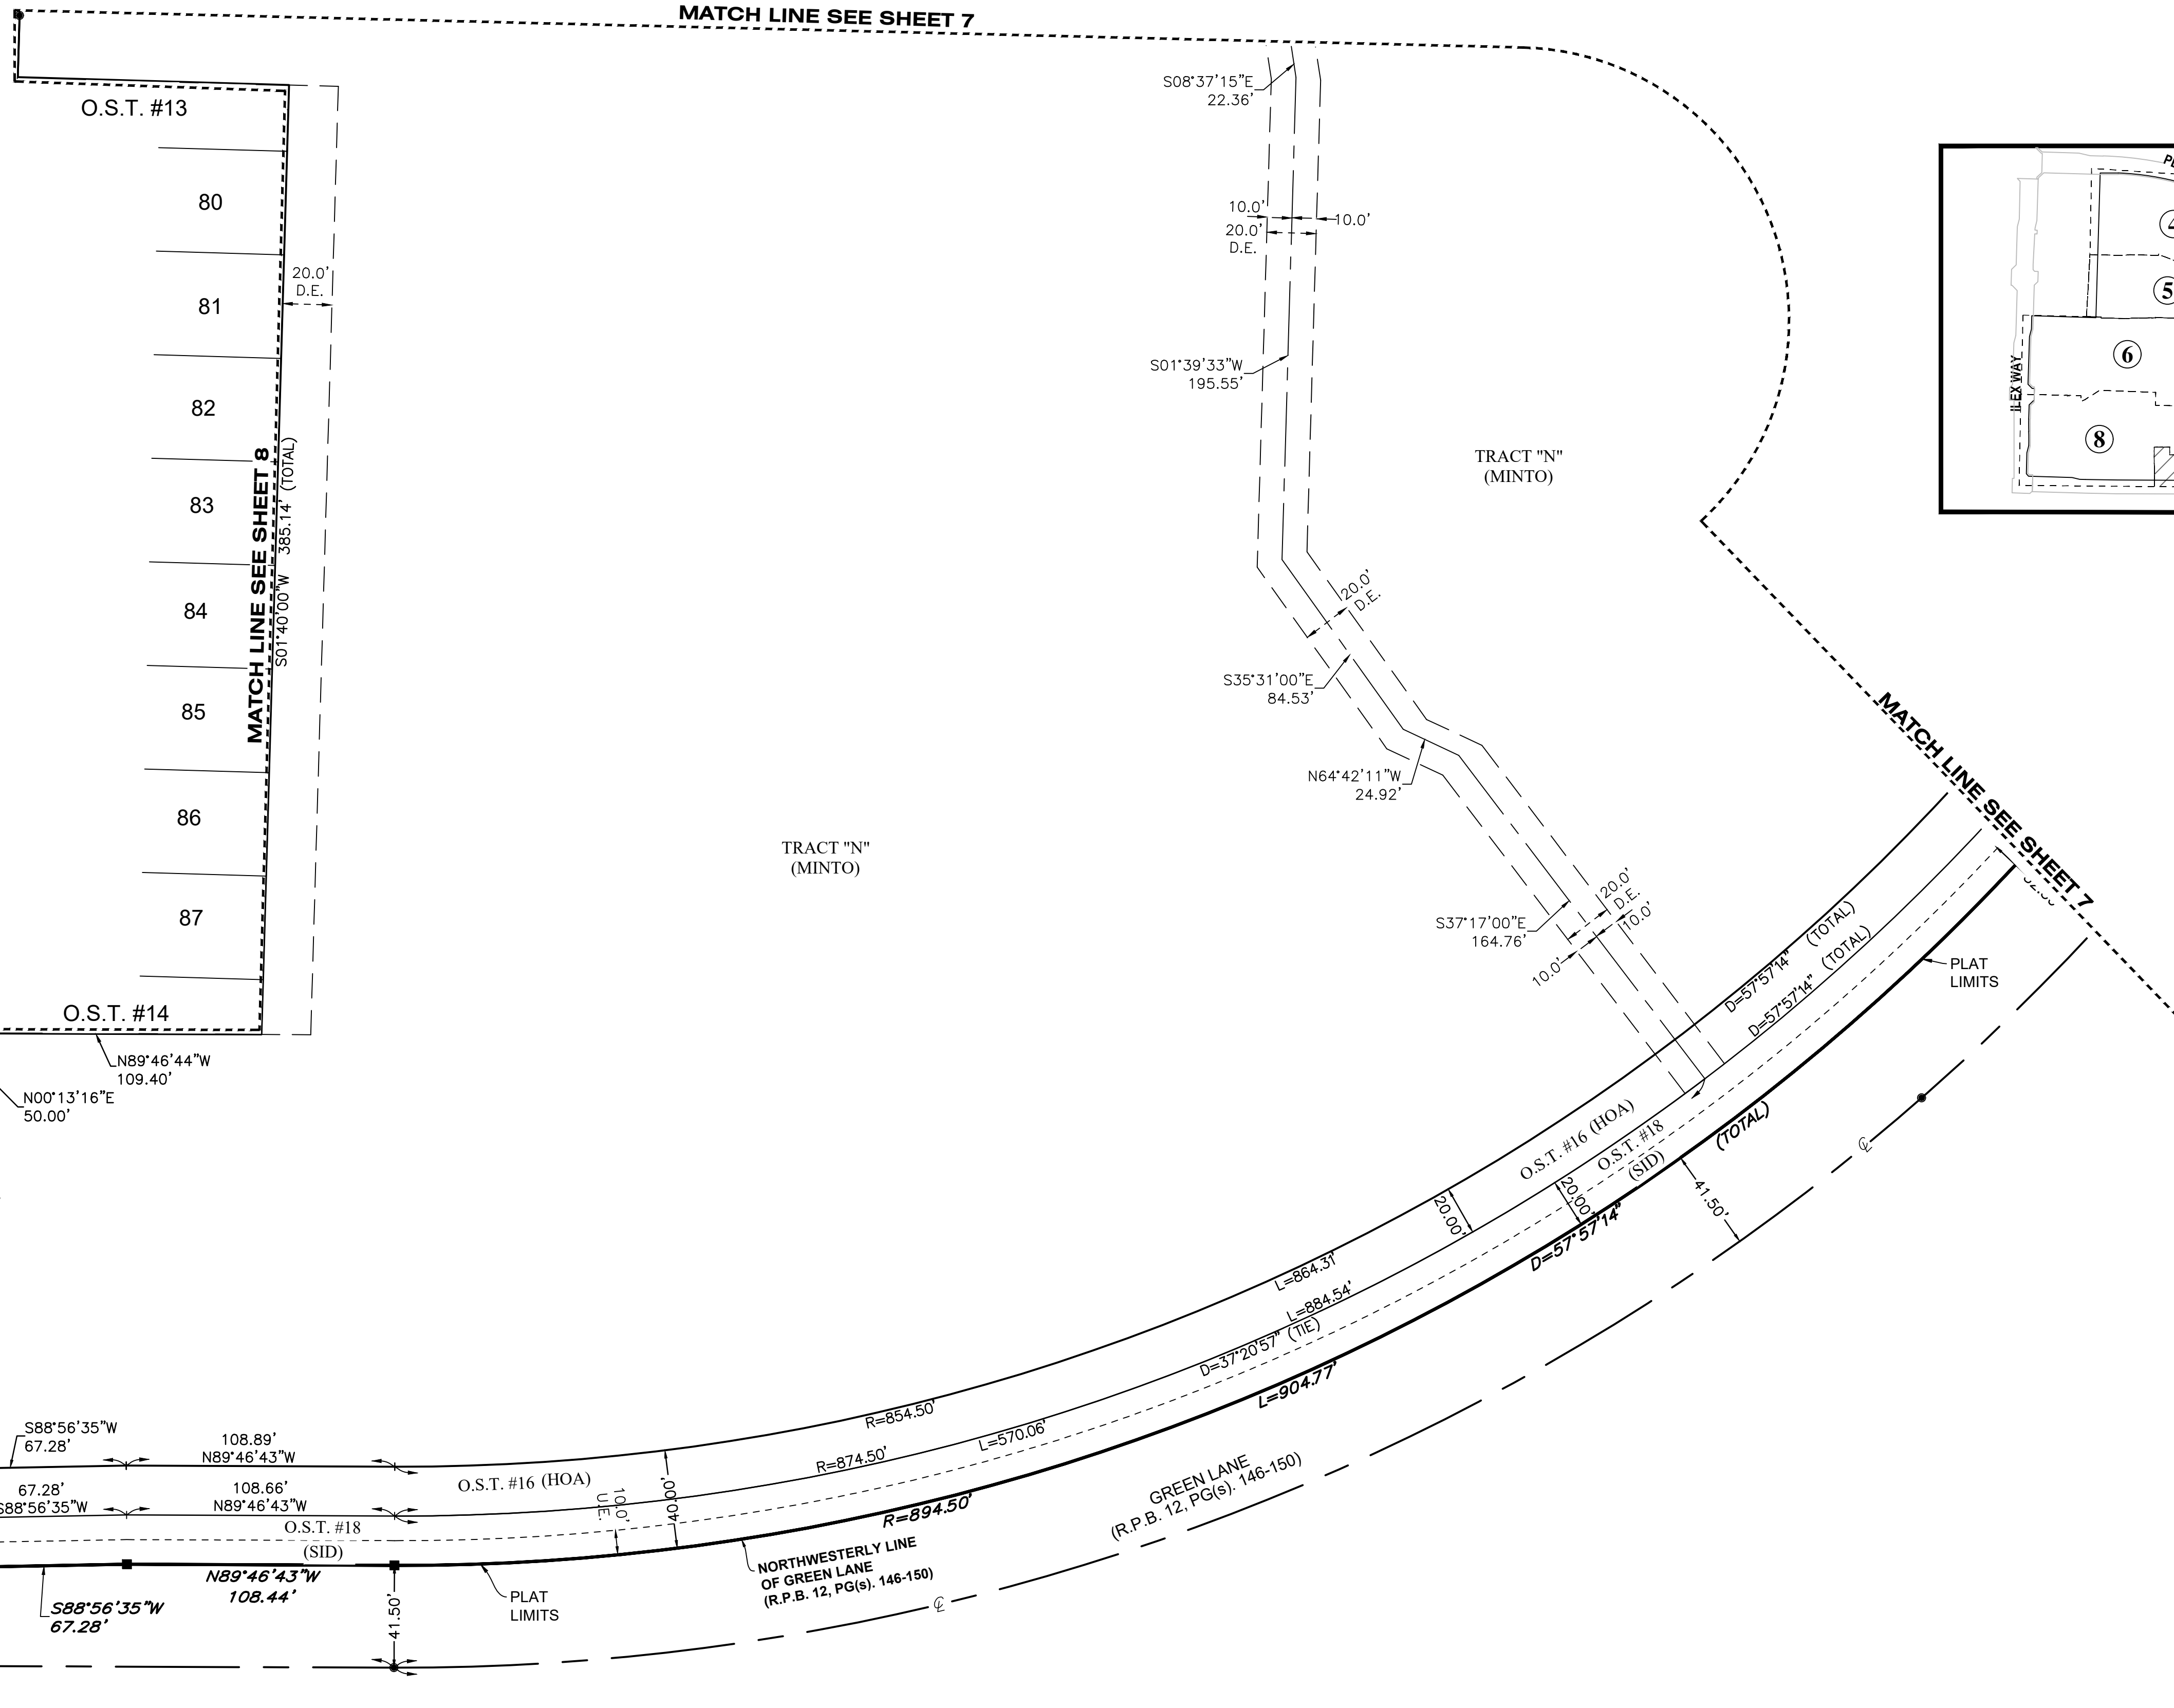 MATCH LINE SEE SHEET 7
O.S.T. #13
80
81
82
83
84
85
86
87
O.S.T. #14
20.0'
D.E.
MATCH LINE SEE SHEET 8
S01°40'00"W 385.14' (TOTAL)
N89°46'44"W
109.40'
N00°13'16"E
50.00'
S08°37'15"E
22.36'
10.0'
10.0'
20.0'
D.E.
S01°39'33"W
195.55'
20.0'
D.E.
S35°31'00"E
84.53'
N64°42'11"W
24.92'
S37°17'00"E
164.76'
20.0'
D.E.
10.0'
10.0'
TRACT "N"
(MINTO)
TRACT "N"
(MINTO)
4
5
6
8
ILEX WAY
MATCH LINE SEE SHEET 7
PLAT
LIMITS
D=57°57'14" (TOTAL)
D=57°57'14" (TOTAL)
D=57°57'14" (TOTAL)
O.S.T. #16 (HOA)
O.S.T. #18
(SID)
20.00'
20.00'
41.50'
L=864.31'
L=884.54'
D=37°20'57" (TIE)
L=904.77'
R=854.50'
R=874.50'
L=570.06'
R=894.50'
GREEN LANE
(R.P.B. 12, PG(s). 146-150)
S88°56'35"W
67.28'
108.89'
N89°46'43"W
67.28'
S88°56'35"W
108.66'
N89°46'43"W
O.S.T. #16 (HOA)
O.S.T. #18
(SID)
10.0'
U.E.
40.00'
N89°46'43"W
108.44'
S88°56'35"W
67.28'
41.50'
PLAT
LIMITS
NORTHWESTERLY LINE
OF GREEN LANE
(R.P.B. 12, PG(s). 146-150)